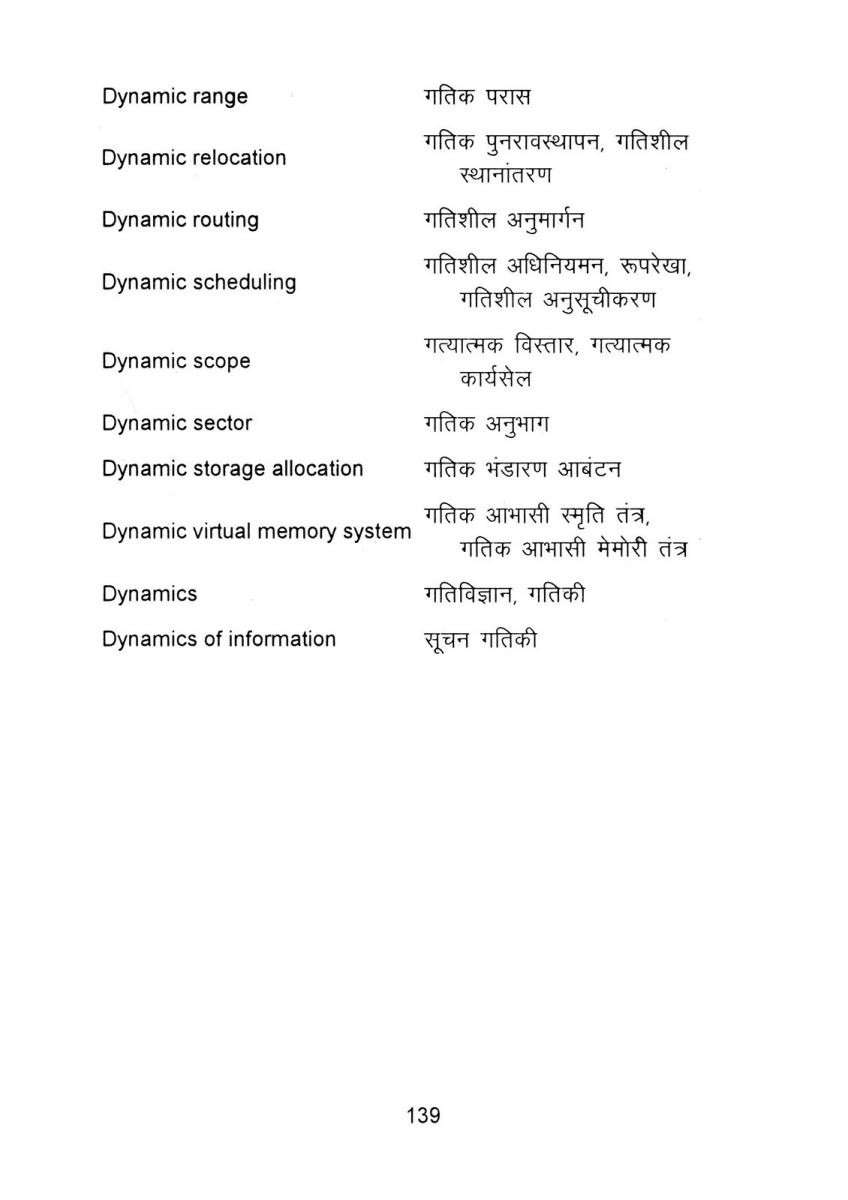 Dynamic range गतिक परास
Dynamic relocation गतिक पुनरावस्थापन, गतिशील
स्थानांतरण
Dynamic routing गतिशील अनुमार्गन
Dynamic scheduling गतिशील अधिनियमन, रूपरेखा,
गतिशील अनुसूचीकरण
Dynamic scope गत्यात्मक विस्तार, गत्यात्मक
कार्यसेल
Dynamic sector गतिक अनुभाग
Dynamic storage allocation गतिक भंडारण आबंटन
Dynamic virtual memory system गतिक आभासी स्मृति तंत्र,
गतिक आभासी मेमोरी तंत्र
Dynamics गतिविज्ञान, गतिकी
Dynamics of information सूचन गतिकी
139